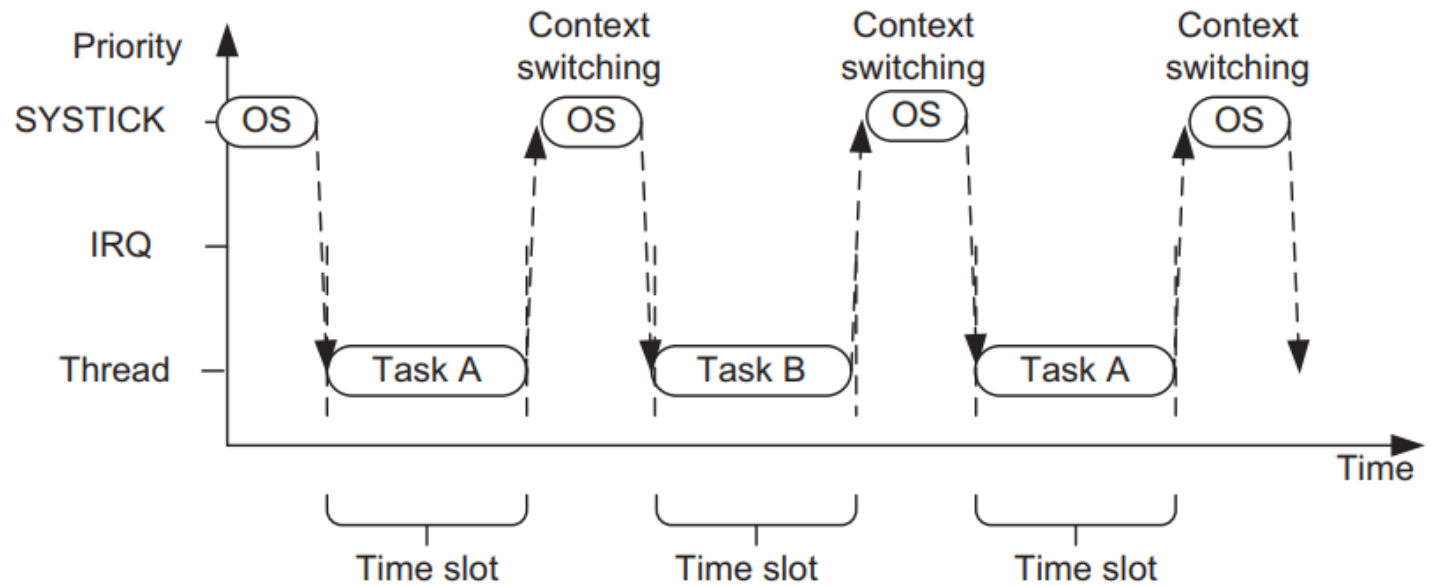 Context Context Context
switching switching switching
Priority
SYSTICK OS OS OS OS
IRQ
Thread Task A Task B Task A
Time
Time slot Time slot Time slot